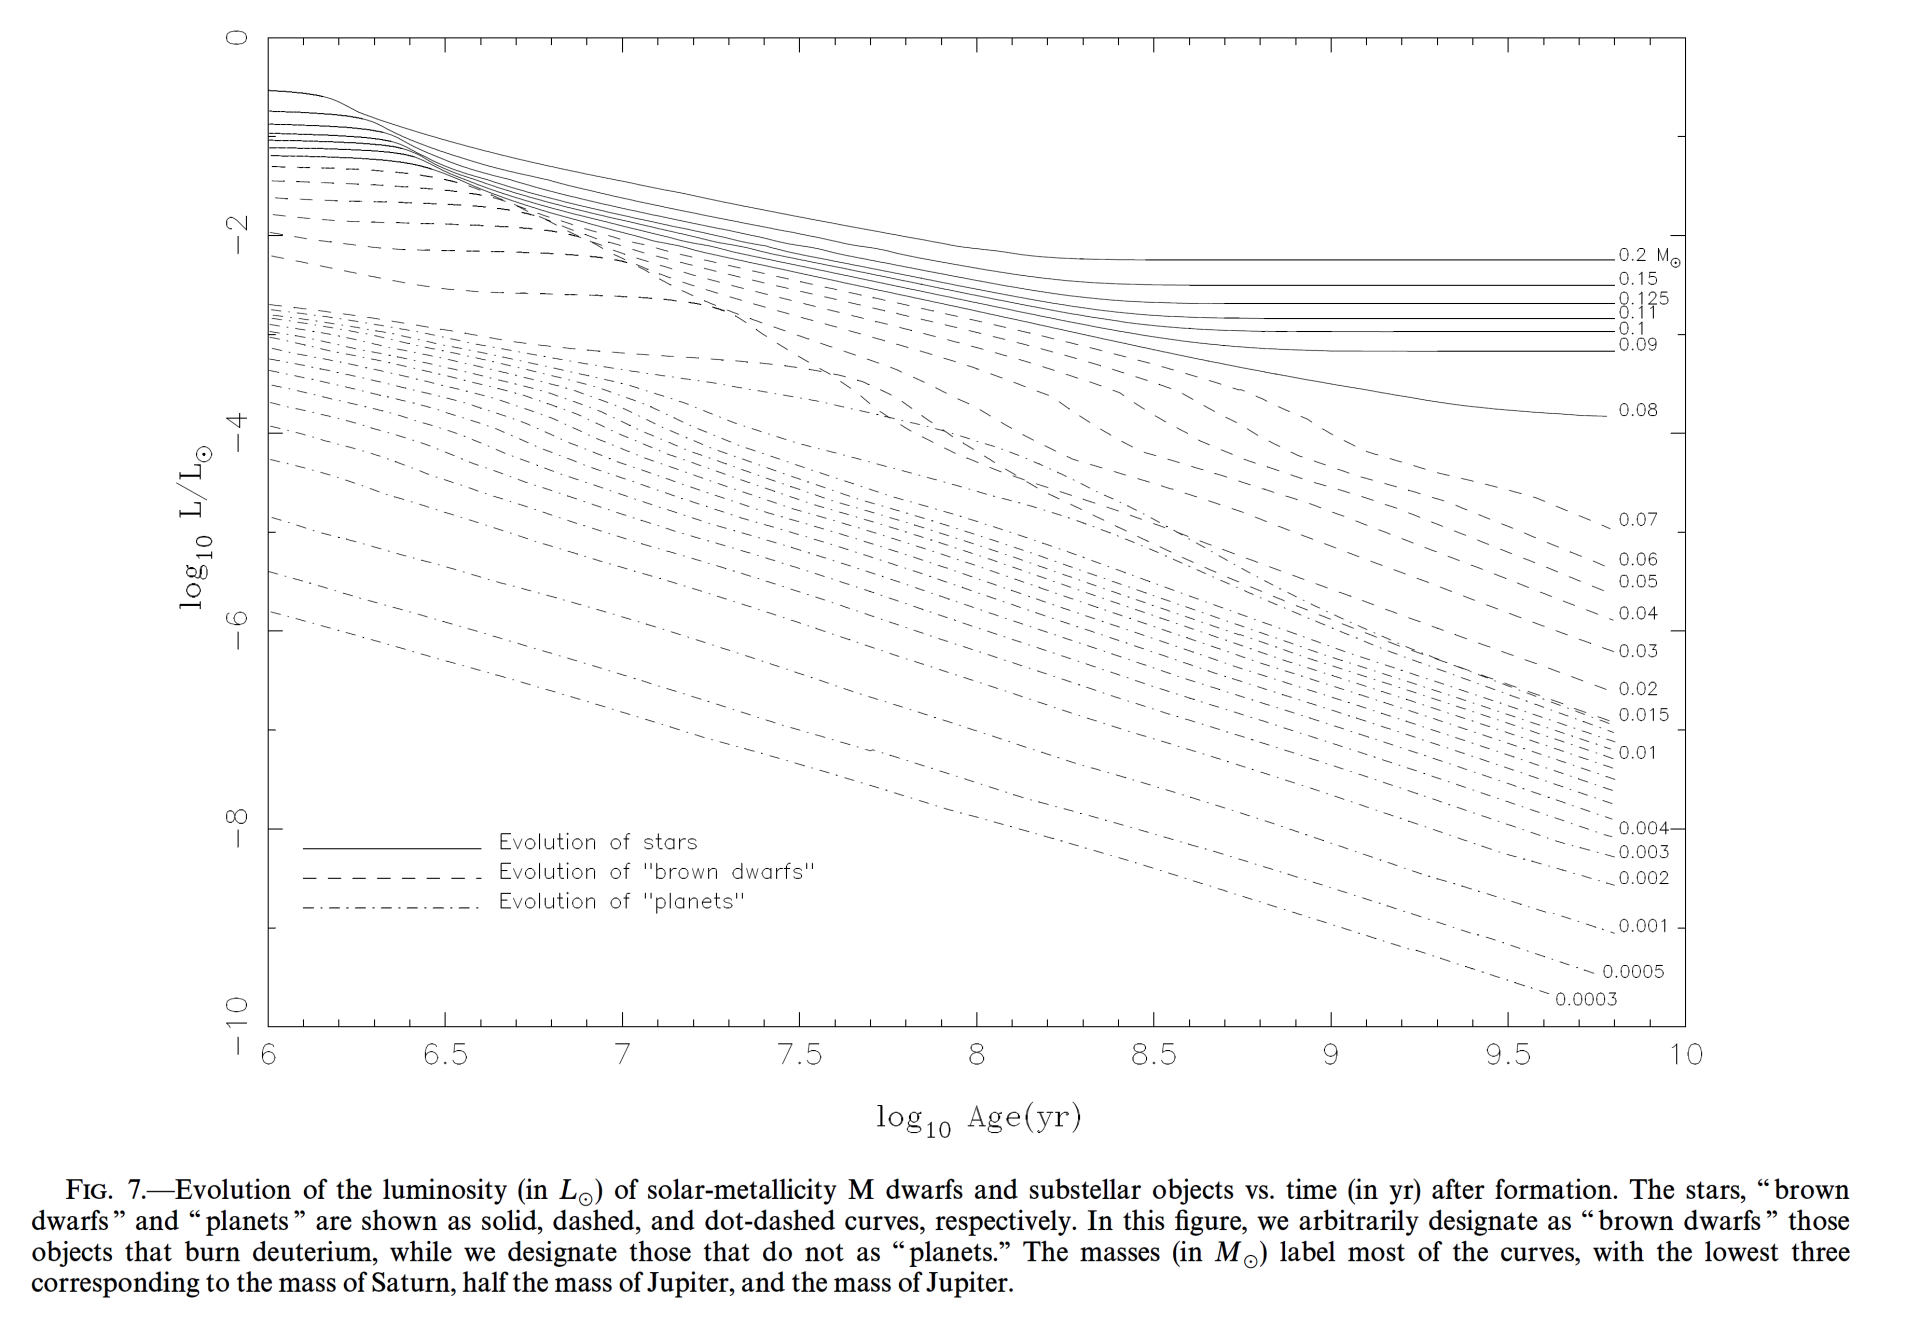 0
−2
−4
−6
−8
−10
log10 L/L☉
0.2 M☉
0.15
0.125
0.11
0.1
0.09
0.08
0.07
0.06
0.05
0.04
0.03
0.02
0.015
0.01
0.004
0.003
0.002
0.001
0.0005
0.0003
Evolution of stars
Evolution of "brown dwarfs"
Evolution of "planets"
6 6.5 7 7.5 8 8.5 9 9.5 10
log10 Age(yr)
FIG. 7.—Evolution of the luminosity (in L☉) of solar-metallicity M dwarfs and substellar objects vs. time (in yr) after formation. The stars, “brown
dwarfs” and “planets” are shown as solid, dashed, and dot-dashed curves, respectively. In this figure, we arbitrarily designate as “brown dwarfs” those
objects that burn deuterium, while we designate those that do not as “planets.” The masses (in M☉) label most of the curves, with the lowest three
corresponding to the mass of Saturn, half the mass of Jupiter, and the mass of Jupiter.